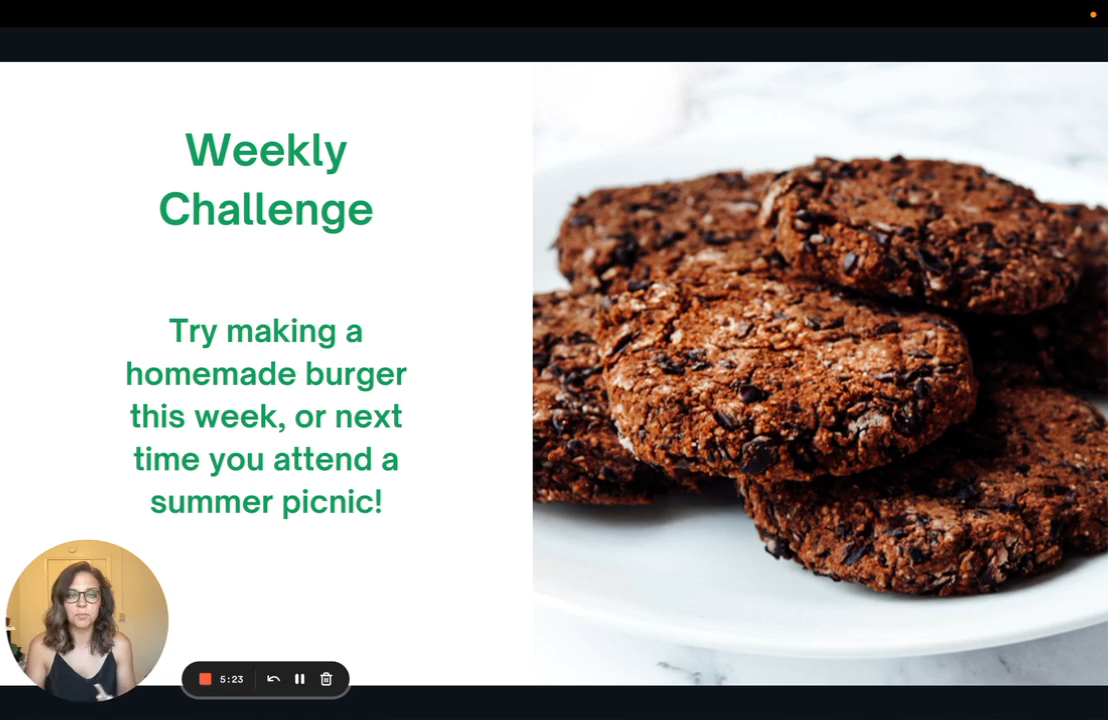 Weekly
Challenge
Try making a
homemade burger
this week, or next
time you attend a
summer picnic!
5:23